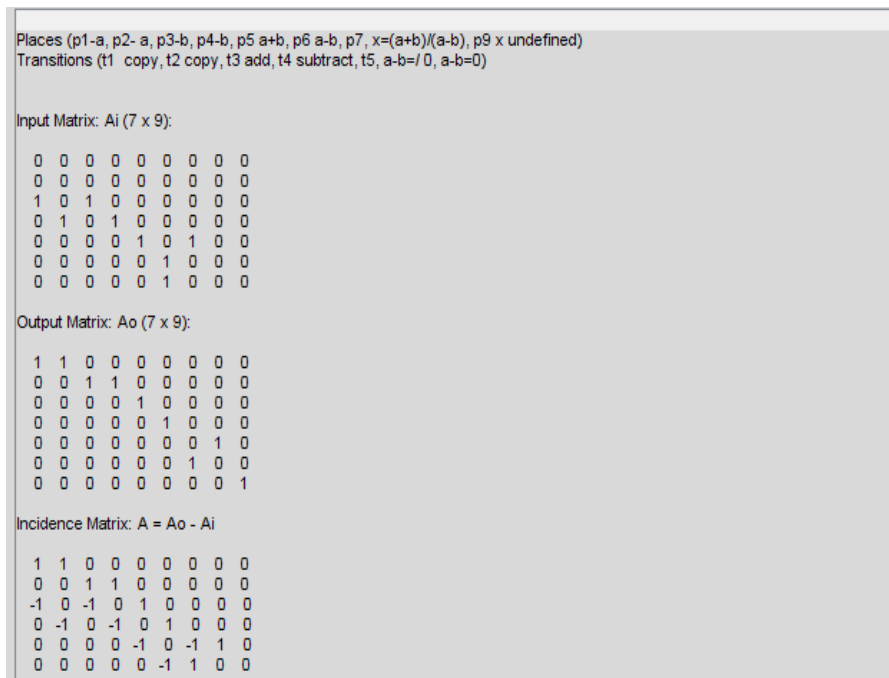 Places (p1-a, p2- a, p3-b, p4-b, p5 a+b, p6 a-b, p7, x=(a+b)/(a-b), p9 x undefined)
Transitions (t1 copy, t2 copy, t3 add, t4 subtract, t5, a-b=/ 0, a-b=0)
Input Matrix: Ai (7 x 9):
0 0 0 0 0 0 0 0 0
0 0 0 0 0 0 0 0 0
1 0 1 0 0 0 0 0 0
0 1 0 1 0 0 0 0 0
0 0 0 0 1 0 1 0 0
0 0 0 0 0 1 0 0 0
0 0 0 0 0 1 0 0 0
Output Matrix: Ao (7 x 9):
1 1 0 0 0 0 0 0 0
0 0 1 1 0 0 0 0 0
0 0 0 0 1 0 0 0 0
0 0 0 0 0 1 0 0 0
0 0 0 0 0 0 0 1 0
0 0 0 0 0 0 1 0 0
0 0 0 0 0 0 0 0 1
Incidence Matrix: A = Ao - Ai
1 1 0 0 0 0 0 0 0
0 0 1 1 0 0 0 0 0
-1 0 -1 0 1 0 0 0 0
0 -1 0 -1 0 1 0 0 0
0 0 0 0 -1 0 -1 1 0
0 0 0 0 0 -1 1 0 0